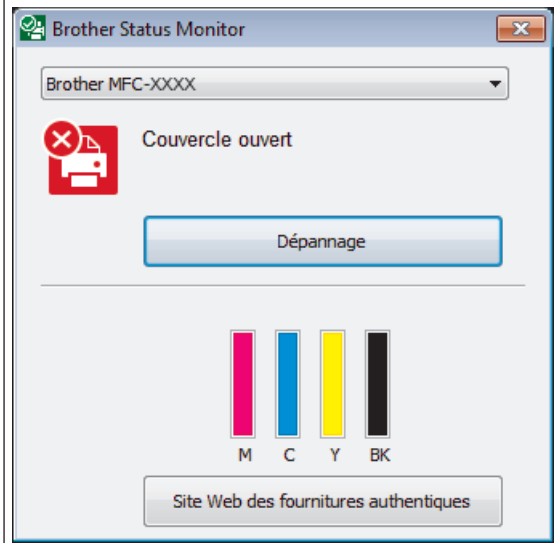 Brother Status Monitor
Brother MFC-XXXX
Couvercle ouvert
Dépannage
M C Y BK
Site Web des fournitures authentiques